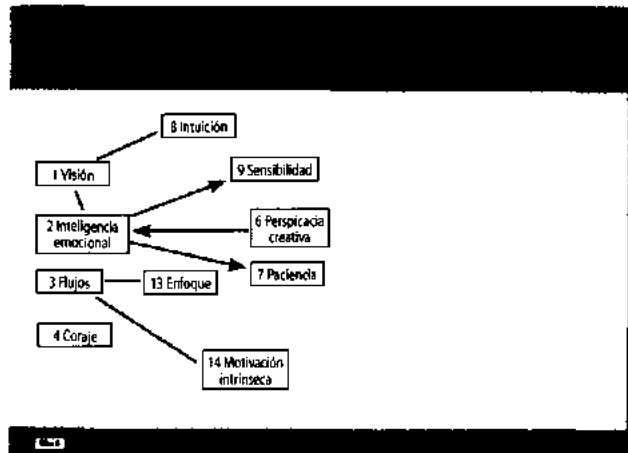 8 Intuición
1 Visión
9 Sensibilidad
2 Inteligencia
emocional
6 Perspicacia
creativa
7 Paciencia
3 Flujos
13 Enfoque
4 Coraje
14 Motivación
intrínseca